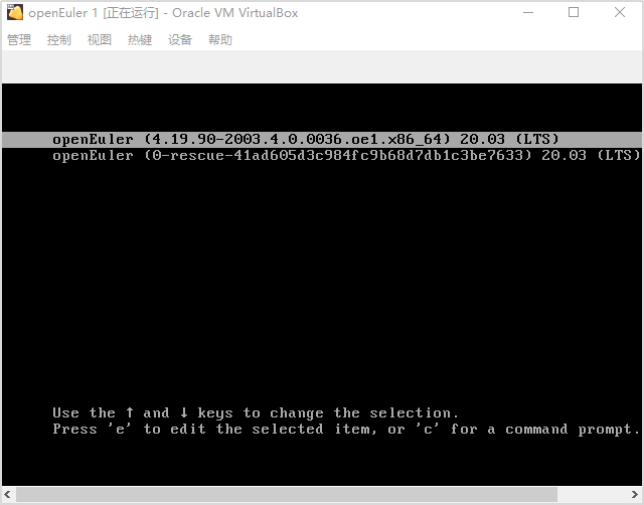 openEuler 1 [正在运行] - Oracle VM VirtualBox
管理 控制 视图 热键 设备 帮助
openEuler (4.19.90-2003.4.0.0036.oe1.x86_64) 20.03 (LTS)
openEuler (0-rescue-41ad605d3c984fc9b68d7db1c3be7633) 20.03 (LTS)
Use the ↑ and ↓ keys to change the selection.
Press 'e' to edit the selected item, or 'c' for a command prompt.